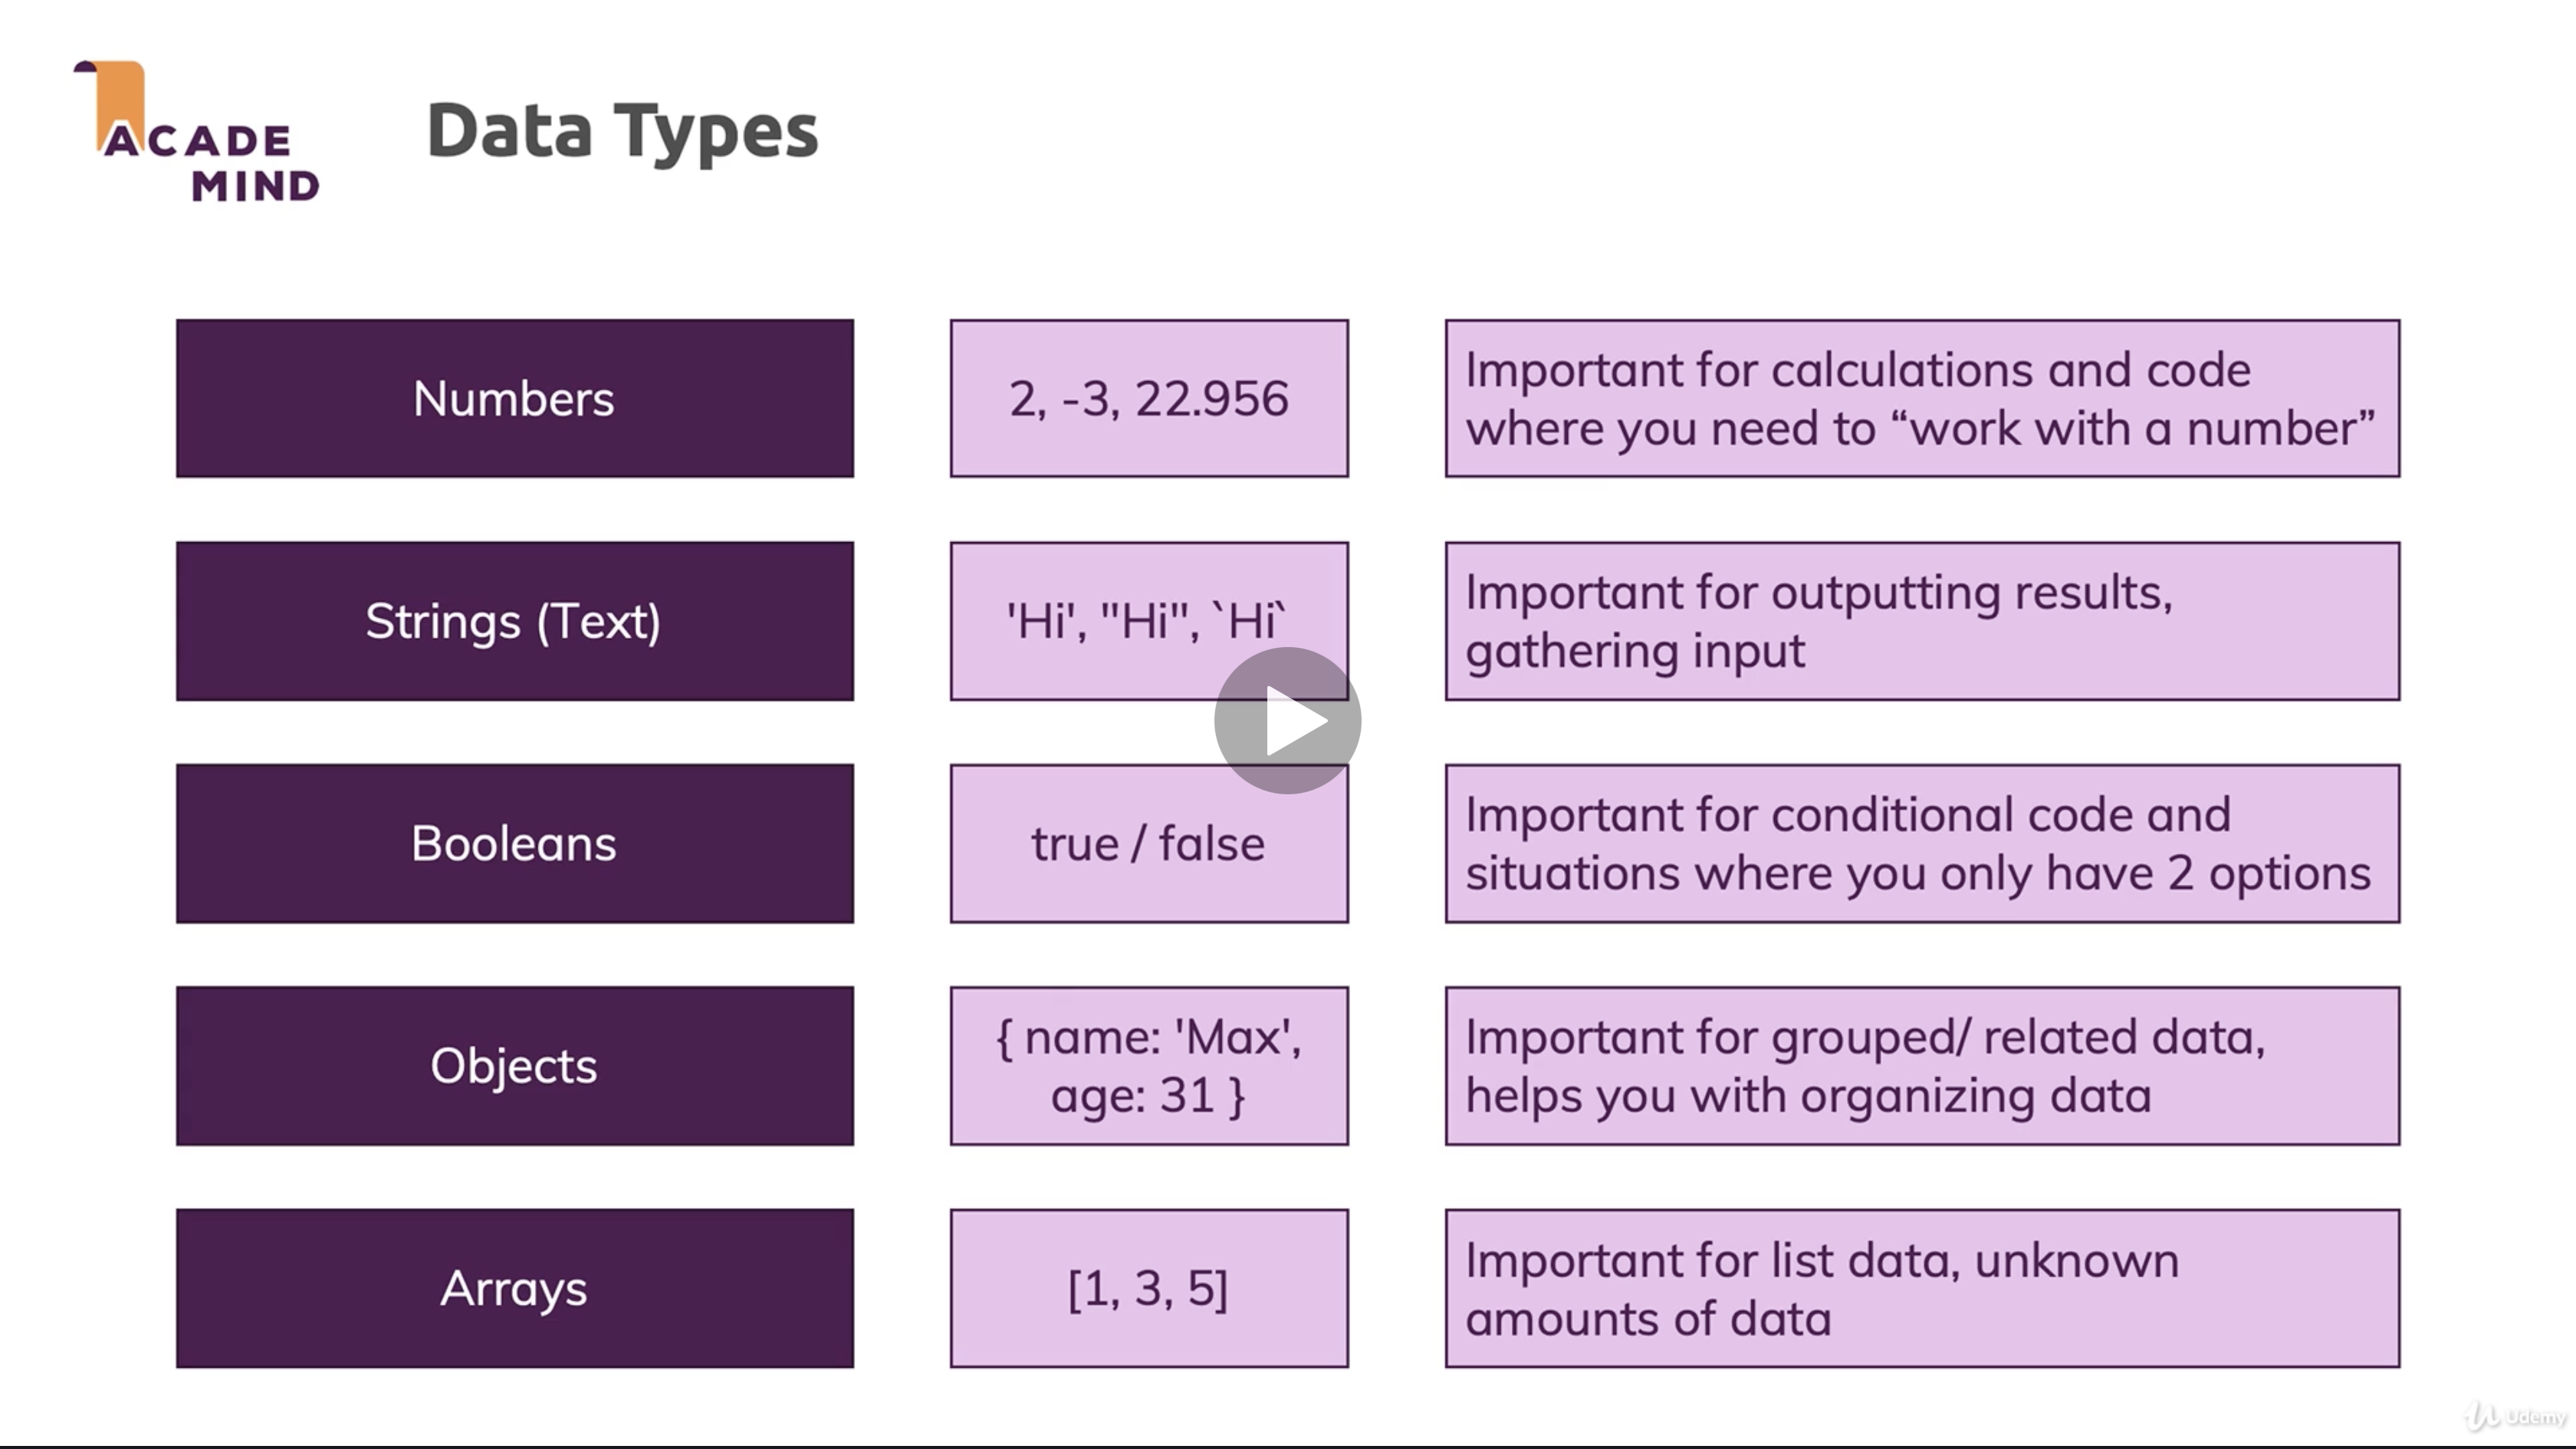 ACADE
MIND
Data Types
Numbers
2, -3, 22.956
Important for calculations and code
where you need to “work with a number”
Strings (Text)
'Hi', "Hi", `Hi`
Important for outputting results,
gathering input
Booleans
true / false
Important for conditional code and
situations where you only have 2 options
Objects
{ name: 'Max',
age: 31 }
Important for grouped/ related data,
helps you with organizing data
Arrays
[1, 3, 5]
Important for list data, unknown
amounts of data
Udemy